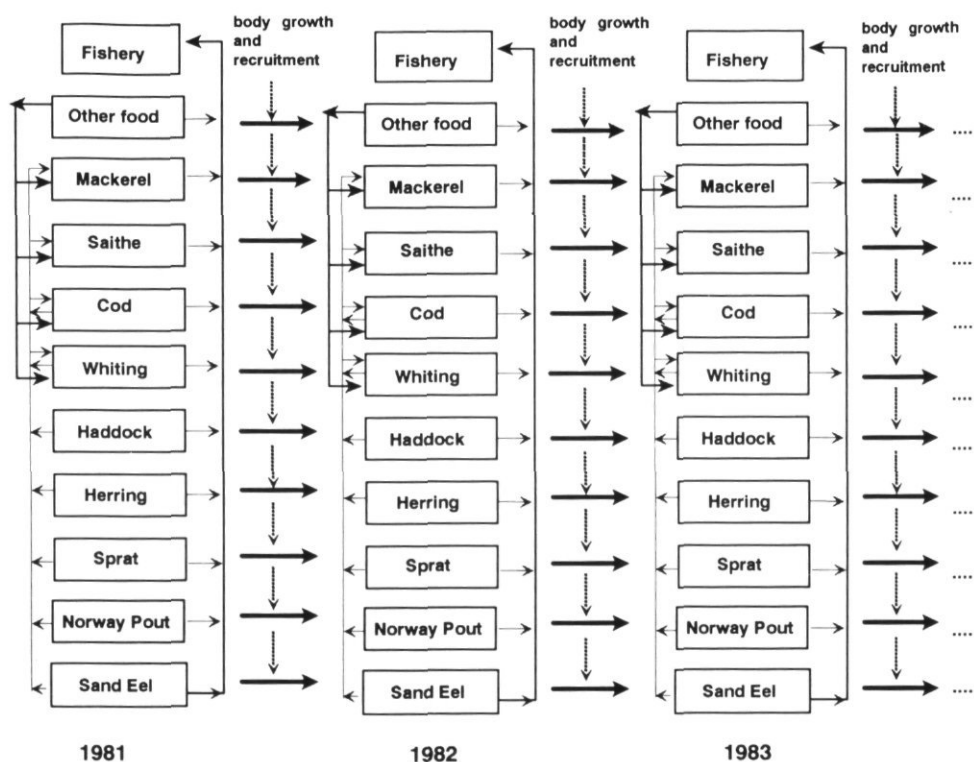 Fishery
Other food
Mackerel
Saithe
Cod
Whiting
Haddock
Herring
Sprat
Norway Pout
Sand Eel
1981
body growth
and
recruitment
Fishery
Other food
Mackerel
Saithe
Cod
Whiting
Haddock
Herring
Sprat
Norway Pout
Sand Eel
1982
body growth
and
recruitment
Fishery
Other food
Mackerel
Saithe
Cod
Whiting
Haddock
Herring
Sprat
Norway Pout
Sand Eel
1983
body growth
and
recruitment
....
....
....
....
....
....
....
....
....
....